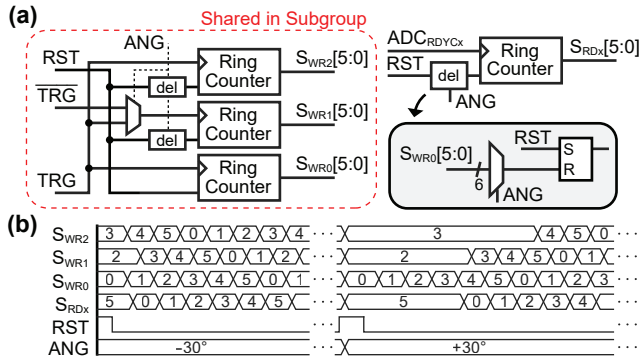 (a)
Shared in Subgroup
ANG
RST
TRG
TRG
del
del
Ring Counter
Ring Counter
Ring Counter
S_WR2[5:0]
S_WR1[5:0]
S_WR0[5:0]
ADC_RDYCx
RST
del
ANG
Ring Counter
S_RDx[5:0]
S_WR0[5:0]
6
ANG
RST
S
R
(b)
S_WR2 3 4 5 0 1 2 3 4 ··· 3 4 5 0 ···
S_WR1 2 3 4 5 0 1 2 ··· 2 3 4 5 0 1 ···
S_WR0 0 1 2 3 4 5 0 1 ··· 0 1 2 3 4 5 0 1 2 3 ···
S_RDx 5 0 1 2 3 4 5 ··· 5 0 1 2 3 4 ···
RST ··· ···
ANG −30° ··· +30° ···